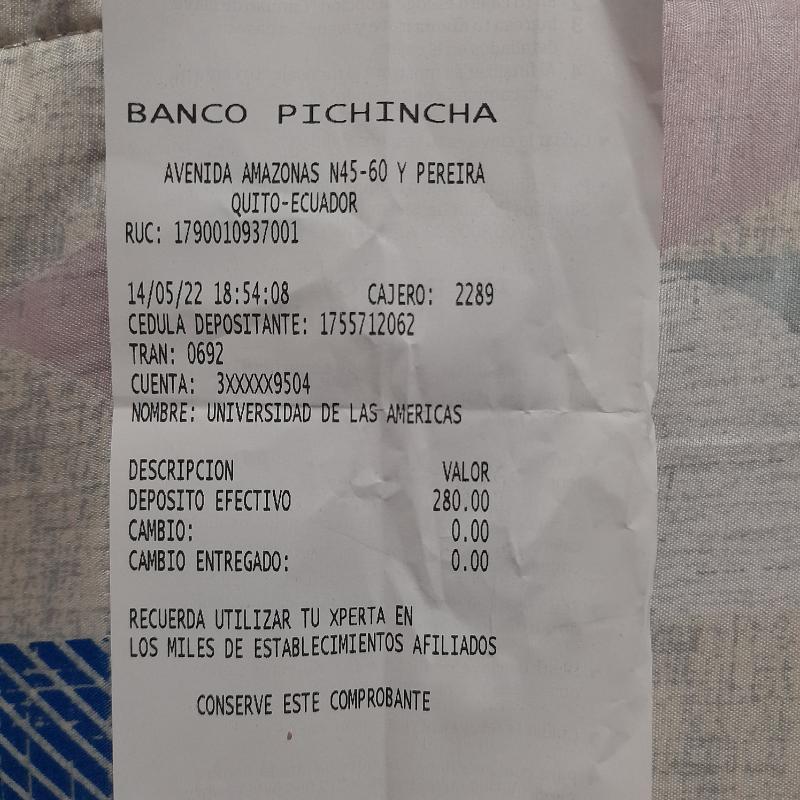 BANCO PICHINCHA
AVENIDA AMAZONAS N45-60 Y PEREIRA
QUITO-ECUADOR
RUC: 1790010937001
14/05/22 18:54:08 CAJERO: 2289
CEDULA DEPOSITANTE: 1755712062
TRAN: 0692
CUENTA: 3XXXXX9504
NOMBRE: UNIVERSIDAD DE LAS AMERICAS
DESCRIPCION VALOR
DEPOSITO EFECTIVO 280.00
CAMBIO: 0.00
CAMBIO ENTREGADO: 0.00
RECUERDA UTILIZAR TU XPERTA EN
LOS MILES DE ESTABLECIMIENTOS AFILIADOS
CONSERVE ESTE COMPROBANTE